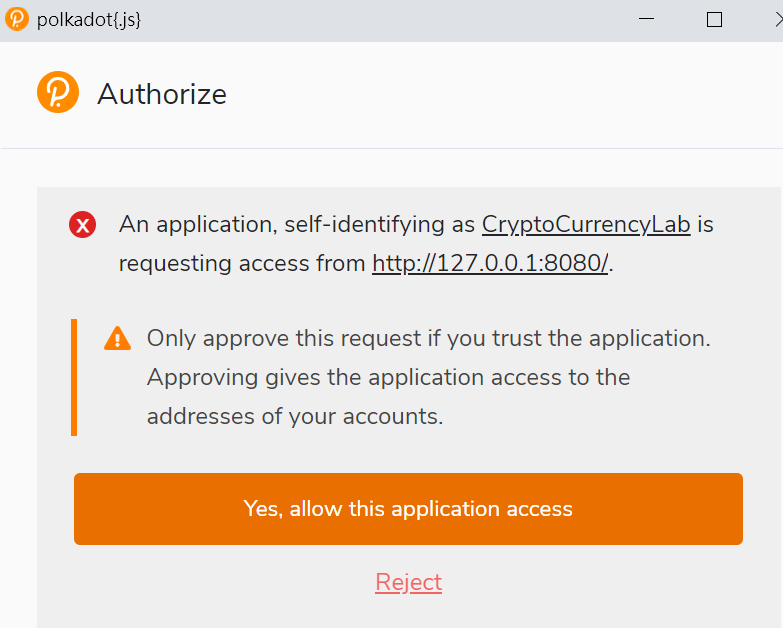 polkadot{.js}
Authorize
An application, self-identifying as CryptoCurrencyLab is
requesting access from http://127.0.0.1:8080/.
Only approve this request if you trust the application.
Approving gives the application access to the
addresses of your accounts.
Yes, allow this application access
Reject